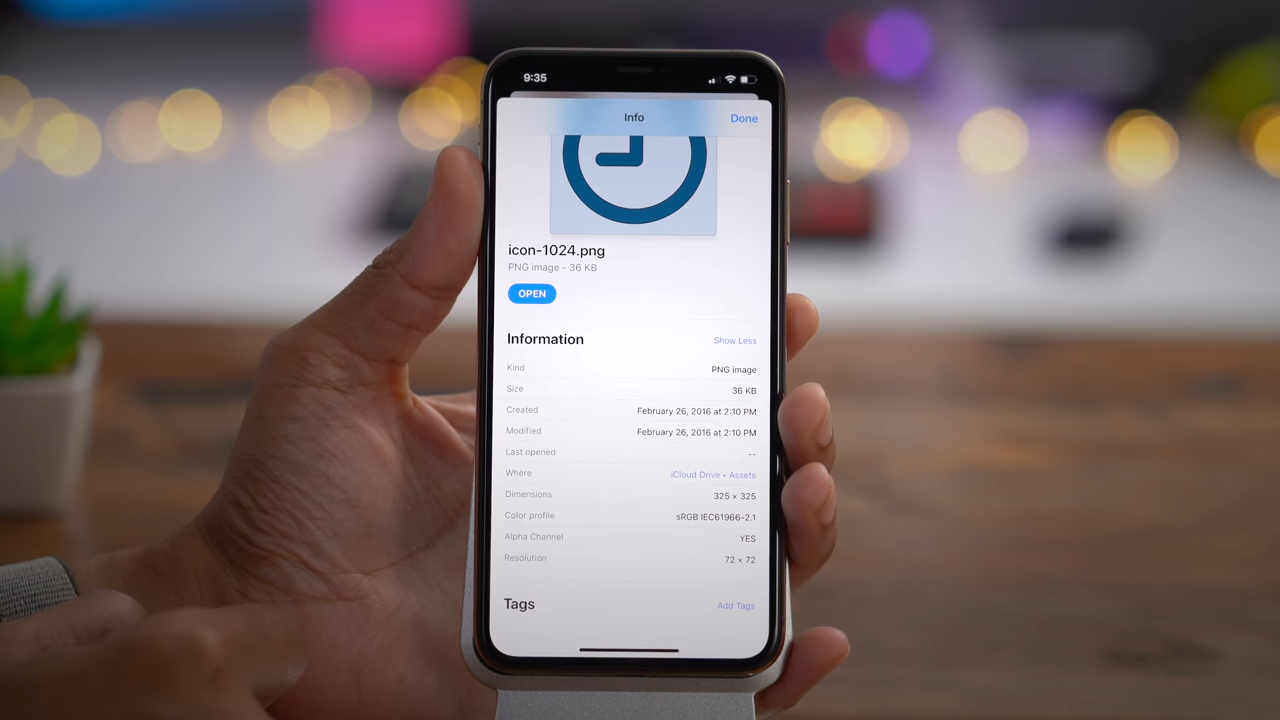 9:35
Info Done
icon-1024.png
PNG image - 36 KB
OPEN
Information Show Less
Kind PNG image
Size 36 KB
Created February 26, 2016 at 2:10 PM
Modified February 26, 2016 at 2:10 PM
Last opened --
Where iCloud Drive • Assets
Dimensions 325 × 325
Color profile sRGB IEC61966-2.1
Alpha Channel YES
Resolution 72 × 72
Tags Add Tags